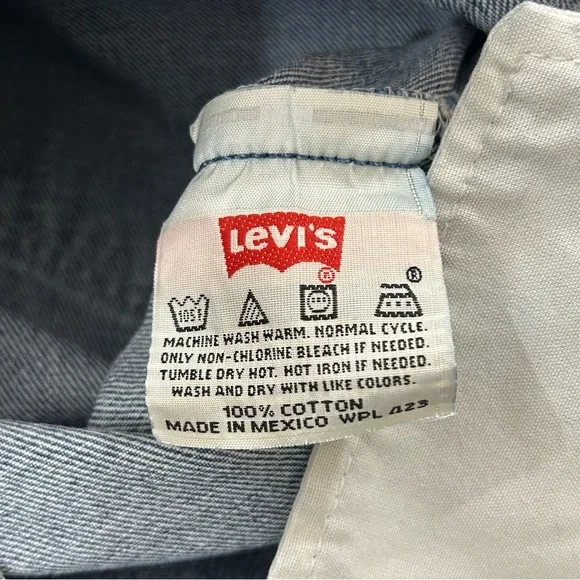 Levi's
®
®
105F
MACHINE WASH WARM. NORMAL CYCLE.
ONLY NON-CHLORINE BLEACH IF NEEDED.
TUMBLE DRY HOT. HOT IRON IF NEEDED.
WASH AND DRY WITH LIKE COLORS.
100% COTTON
MADE IN MEXICO WPL 423